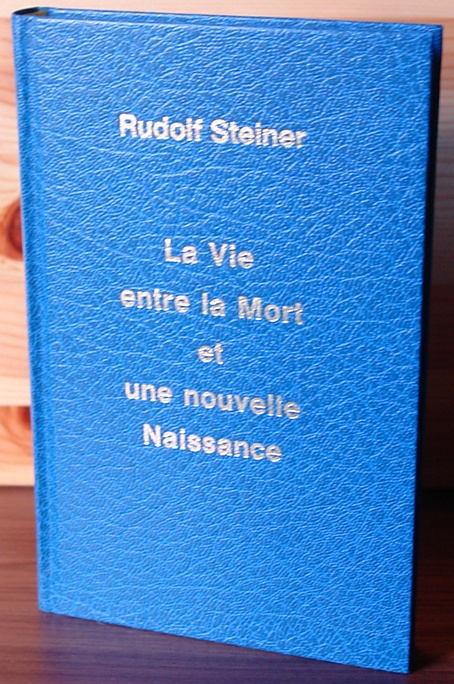 Rudolf Steiner
La Vie
entre la Mort
et
une nouvelle
Naissance